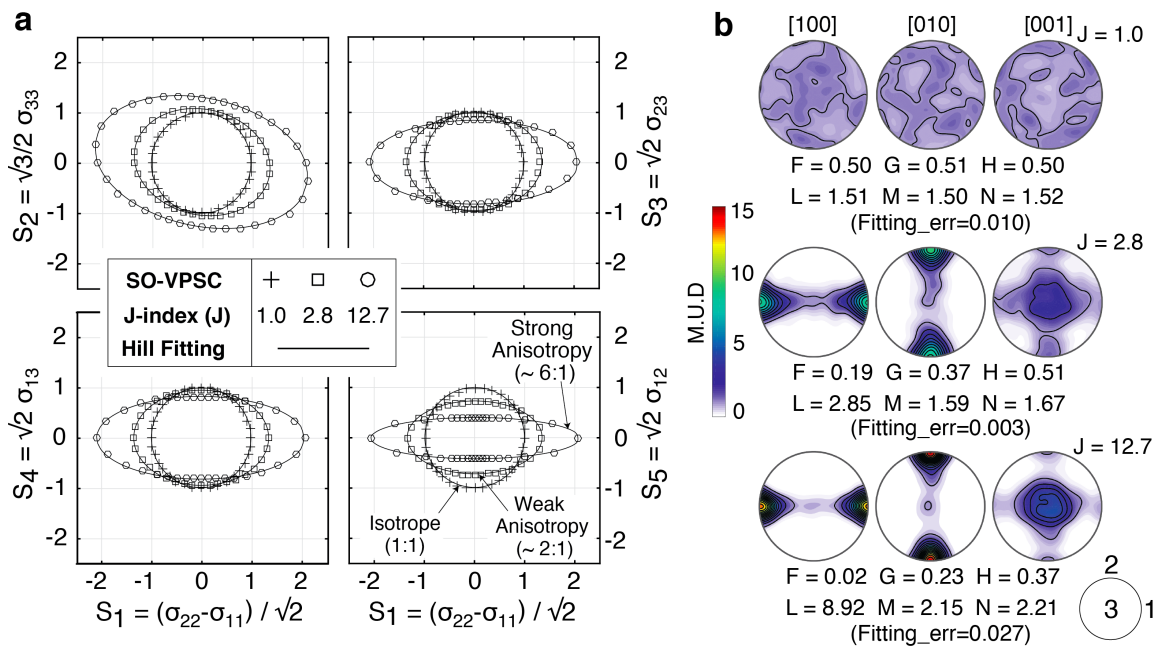 a
S2 = √3/2 σ33
2
1
0
-1
-2
S3 = √2 σ23
2
1
0
-1
-2
SO-VPSC
J-index (J)
1.0 2.8 12.7
Hill Fitting
S4 = √2 σ13
2
1
0
-1
-2
Strong
Anisotropy
(~ 6:1)
Isotrope
(1:1)
Weak
Anisotropy
(~ 2:1)
S5 = √2 σ12
2
1
0
-1
-2
-2 -1 0 1 2
S1 = (σ22-σ11) / √2
-2 -1 0 1 2
S1 = (σ22-σ11) / √2
b
[100] [010] [001] J = 1.0
F = 0.50 G = 0.51 H = 0.50
L = 1.51 M = 1.50 N = 1.52
(Fitting_err=0.010)
M.U.D
15
10
5
0
J = 2.8
F = 0.19 G = 0.37 H = 0.51
L = 2.85 M = 1.59 N = 1.67
(Fitting_err=0.003)
J = 12.7
F = 0.02 G = 0.23 H = 0.37
L = 8.92 M = 2.15 N = 2.21
(Fitting_err=0.027)
2
3 1